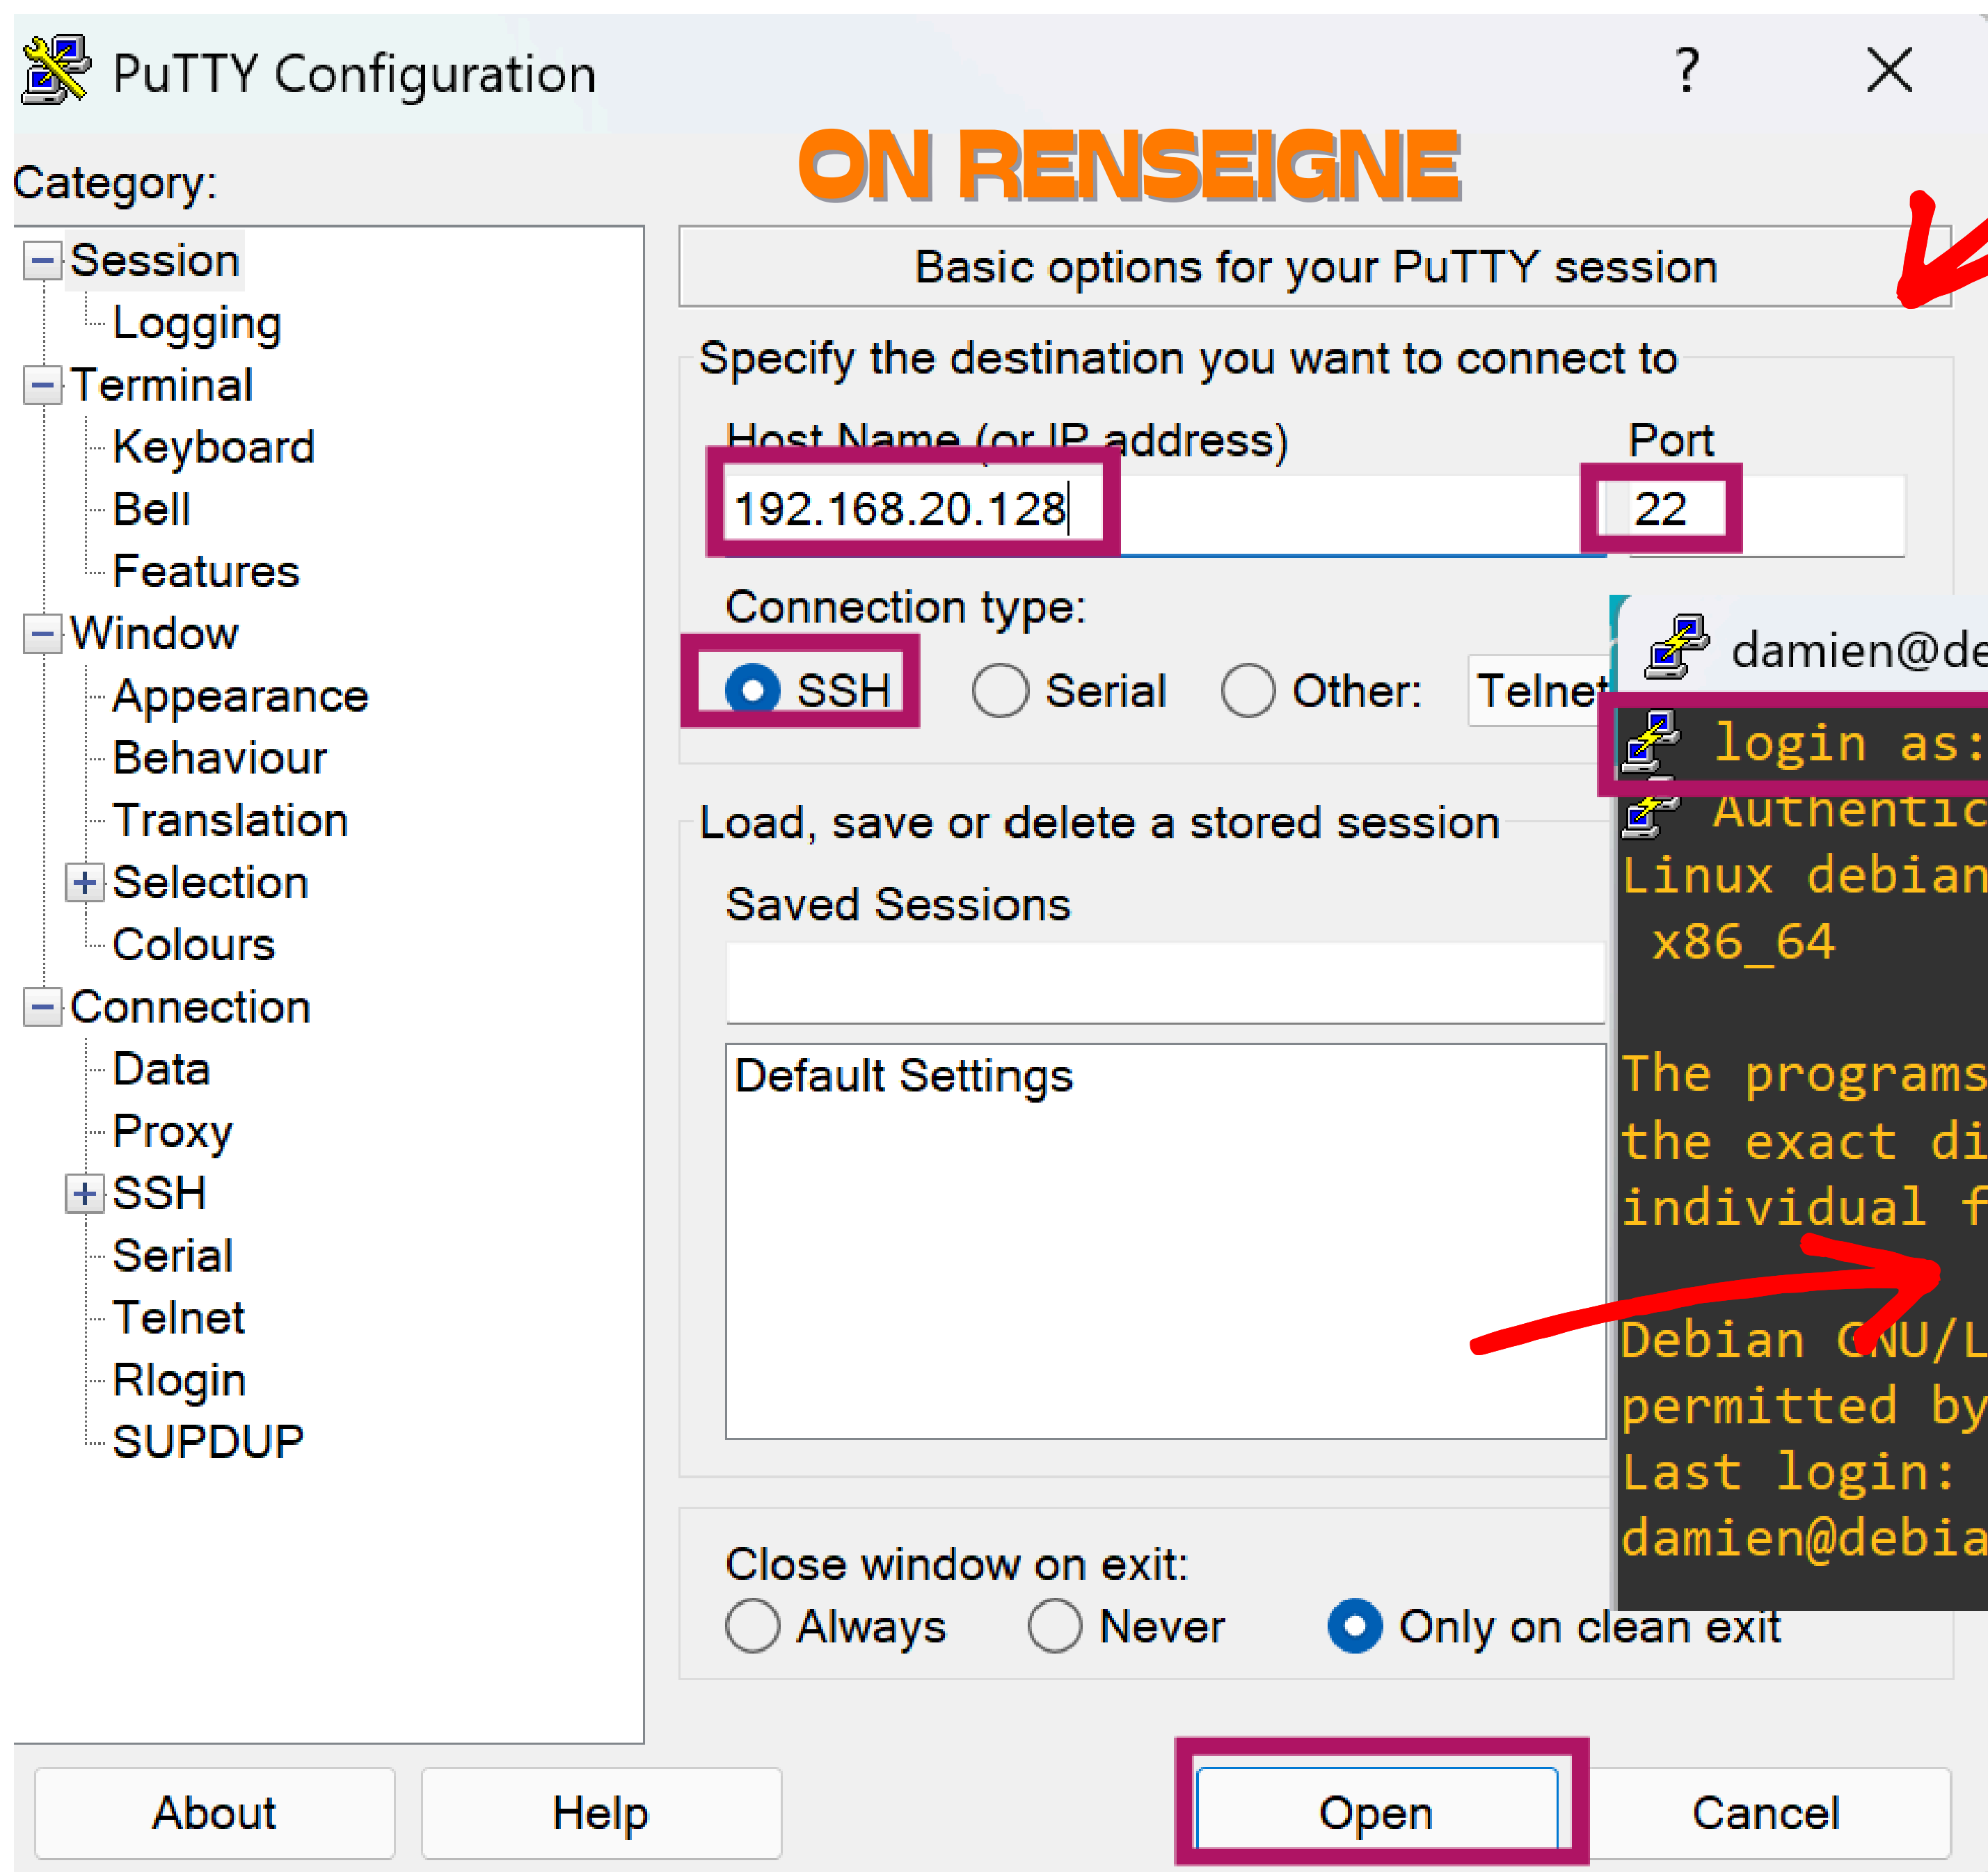 PuTTY Configuration
?
ON RENSEIGNE
Category:
Session
Logging
Terminal
Keyboard
Bell
Features
Window
Appearance
Behaviour
Translation
Selection
Colours
Connection
Data
Proxy
SSH
Serial
Telnet
Rlogin
SUPDUP
Basic options for your PuTTY session
Specify the destination you want to connect to
Host Name (or IP address) Port
192.168.20.128 22
Connection type:
SSH Serial Other: Telnet
Load, save or delete a stored session
Saved Sessions
Default Settings
Close window on exit:
Always Never Only on clean exit
About Help Open Cancel
damien@de
login as:
Authentic
Linux debian
x86_64
The programs
the exact di
individual f
Debian GNU/L
permitted by
Last login:
damien@debia